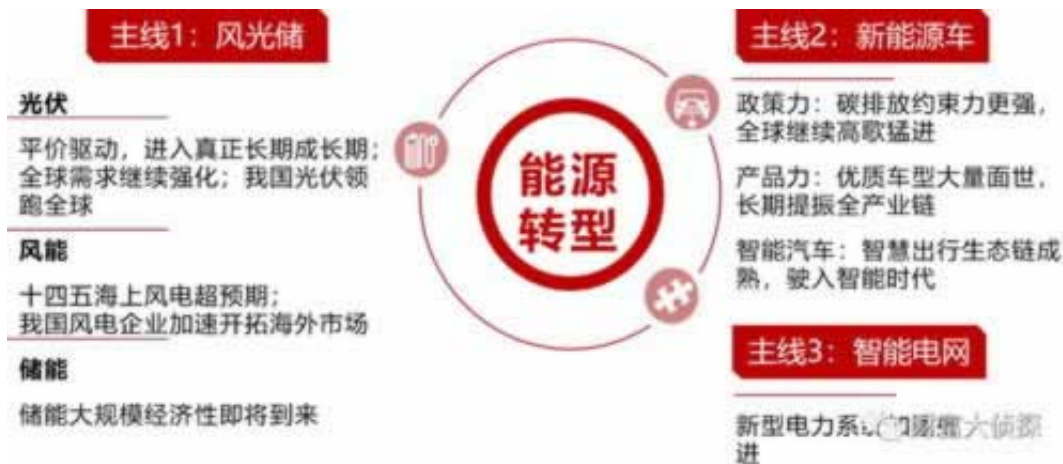 主线1：风光储
光伏
平价驱动，进入真正长期成长期；
全球需求继续强化；我国光伏领
跑全球
风能
十四五海上风电超预期；
我国风电企业加速开拓海外市场
储能
储能大规模经济性即将到来
能源
转型
主线2：新能源车
政策力：碳排放约束力更强，
全球继续高歌猛进
产品力：优质车型大量面世，
长期提振全产业链
智能汽车：智慧出行生态链成
熟，驶入智能时代
主线3：智能电网
新型电力系
进
大侦探